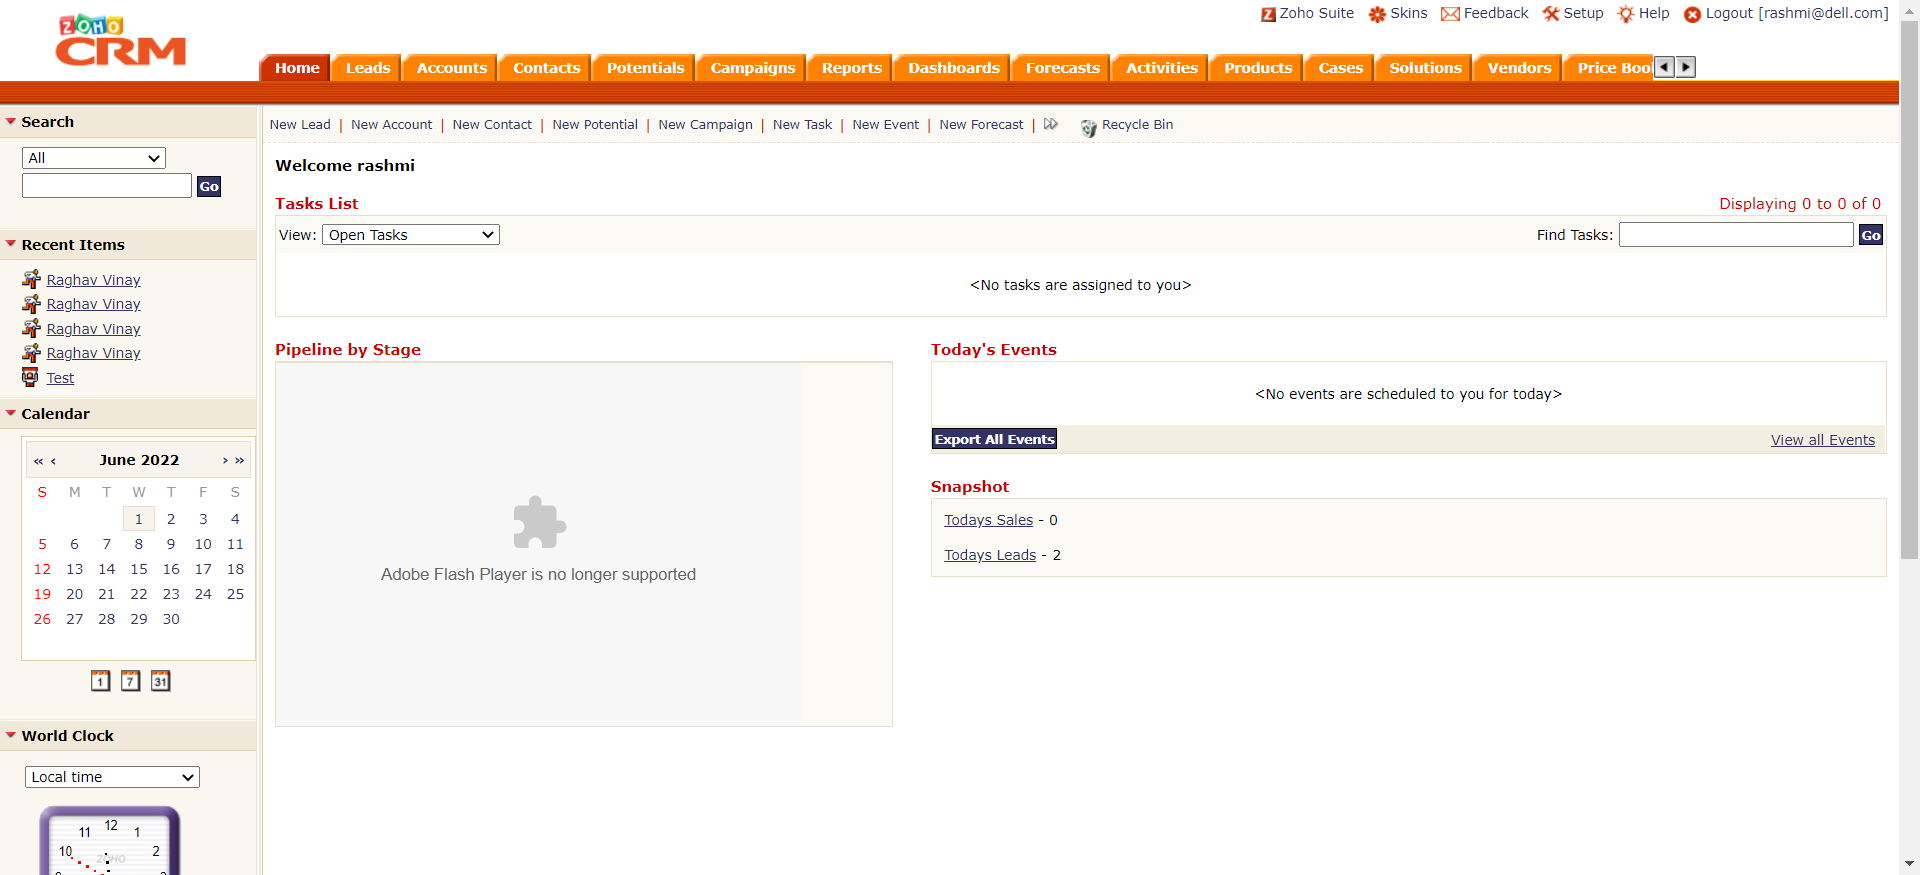 ZOHO
CRM
Zoho Suite Skins Feedback Setup Help Logout [rashmi@dell.com]
Home Leads Accounts Contacts Potentials Campaigns Reports Dashboards Forecasts Activities Products Cases Solutions Vendors Price Boo
Search
All
Go
Recent Items
Raghav Vinay
Raghav Vinay
Raghav Vinay
Raghav Vinay
Test
Calendar
« ‹ June 2022 › »
S M T W T F S
1 2 3 4
5 6 7 8 9 10 11
12 13 14 15 16 17 18
19 20 21 22 23 24 25
26 27 28 29 30
1 7 31
World Clock
Local time
11 12 1
10 ZOHO 2
New Lead | New Account | New Contact | New Potential | New Campaign | New Task | New Event | New Forecast | Recycle Bin
Welcome rashmi
Tasks List Displaying 0 to 0 of 0
View: Open Tasks Find Tasks: Go
<No tasks are assigned to you>
Pipeline by Stage
Adobe Flash Player is no longer supported
Today's Events
<No events are scheduled to you for today>
Export All Events View all Events
Snapshot
Todays Sales - 0
Todays Leads - 2